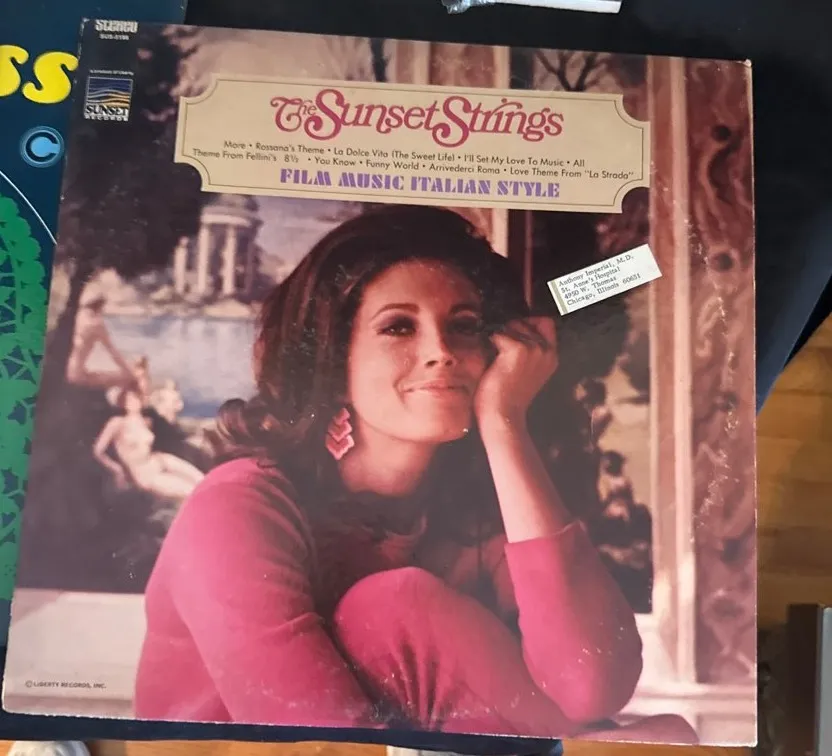 STEREO
SS
SUNSET
RECORDS
The Sunset Strings
More • Rossana's Theme • La Dolce Vita (The Sweet Life) • I'll Set My Love To Music • All
Theme From Fellini's 8½ • You Know • Funny World • Arrivederci Roma • Love Theme From "La Strada"
FILM MUSIC ITALIAN STYLE
Anthony Imperial, M.D.
St. Anne's Hospital
4950 W. Thomas
Chicago, Illinois 60651
© LIBERTY RECORDS, INC.